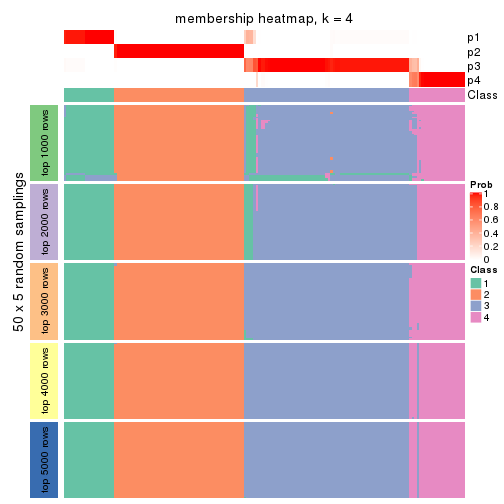 membership heatmap, k = 4
p1
p2
p3
p4
Class
50 x 5 random samplings
top 1000 rows
top 2000 rows
top 3000 rows
top 4000 rows
top 5000 rows
Prob
1
0.8
0.6
0.4
0.2
0
Class
1
2
3
4